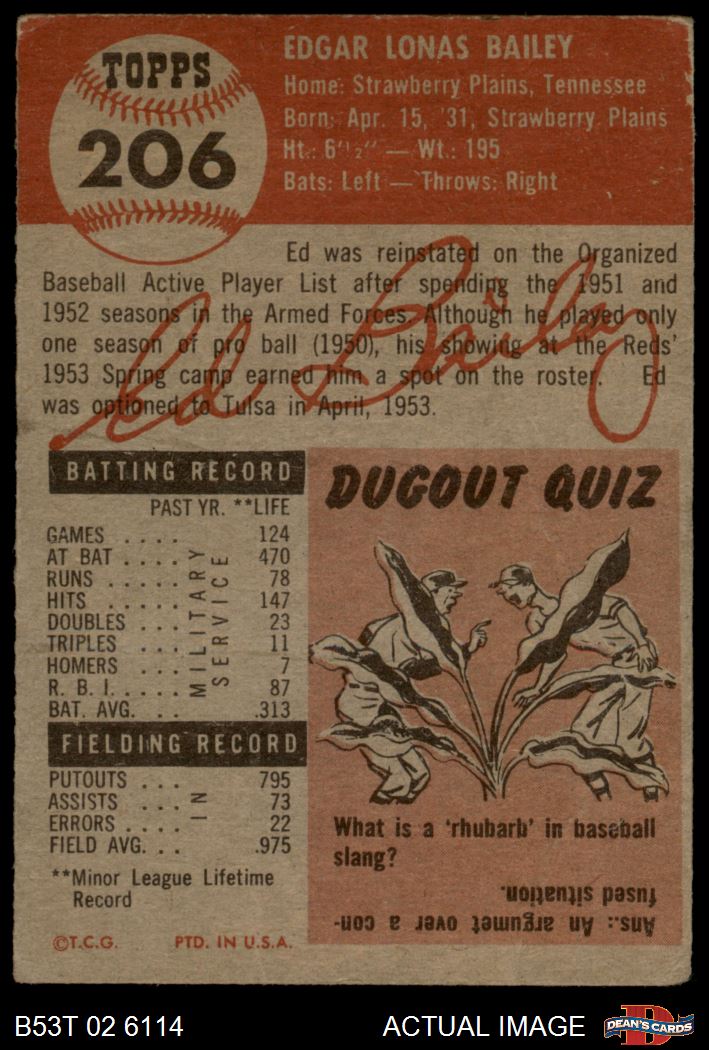 TOPPS
206
EDGAR LONAS BAILEY
Home: Strawberry Plains, Tennessee
Born: Apr. 15, '31, Strawberry Plains
Ht.: 6'½" — Wt.: 195
Bats: Left — Throws: Right
Ed was reinstated on the Organized
Baseball Active Player List after spending the 1951 and
1952 seasons in the Armed Forces. Although he played only
one season of pro ball (1950), his showing at the Reds'
1953 Spring camp earned him a spot on the roster. Ed
was optioned to Tulsa in April, 1953.
Ed Bailey
BATTING RECORD
PAST YR. **LIFE
GAMES . . . . 124
AT BAT . . . . 470
RUNS . . . . . 78
HITS . . . . . 147
DOUBLES . . . 23
TRIPLES . . . 11
HOMERS . . . 7
R. B. I. . . . . . 87
BAT. AVG. . . . .313
IN MILITARY SERVICE
FIELDING RECORD
PUTOUTS . . . 795
ASSISTS . . . 73
ERRORS . . . . 22
FIELD AVG. . . .975
**Minor League Lifetime
Record
©T.C.G. PTD. IN U.S.A.
DUGOUT QUIZ
What is a 'rhubarb' in baseball
slang?
Ans.: An argumet over a con-
fused situation.
B53T 02 6114
ACTUAL IMAGE
D
DEAN'S CARDS